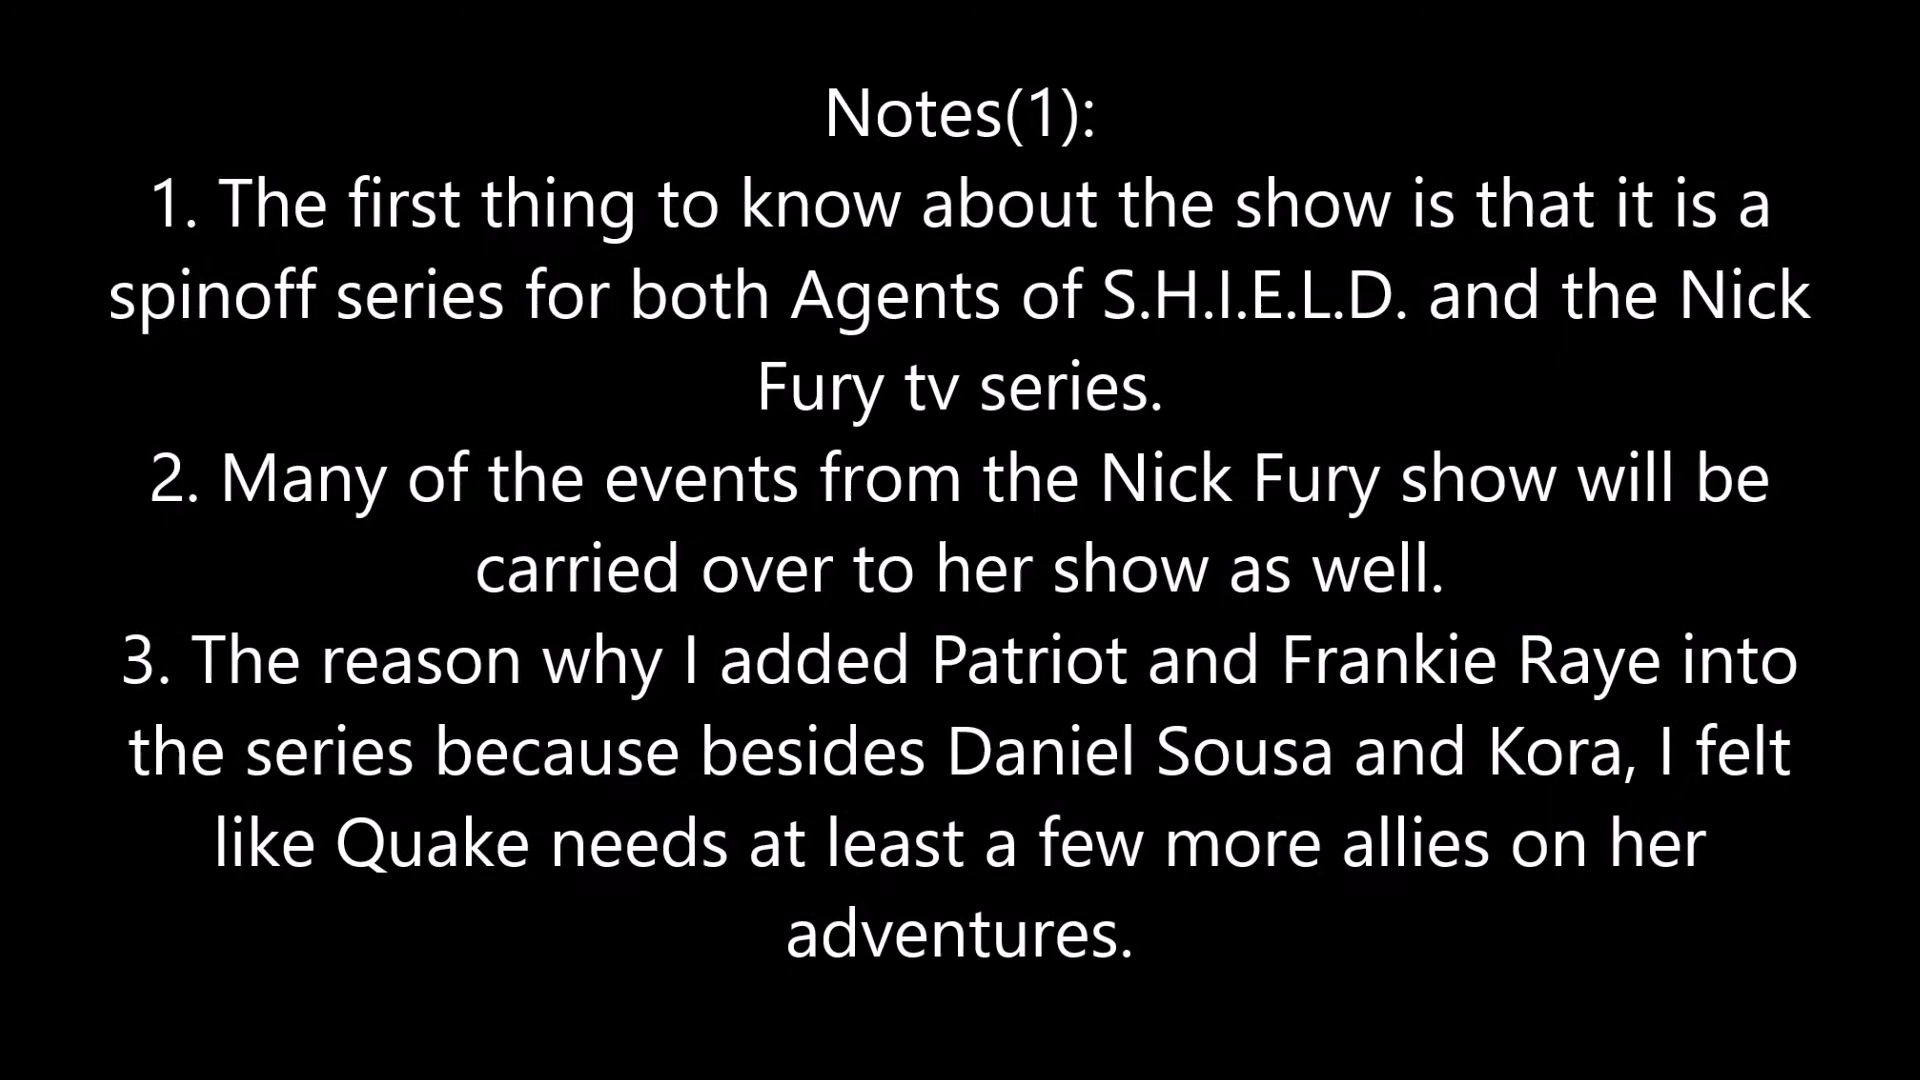 Notes(1):
1. The first thing to know about the show is that it is a
spinoff series for both Agents of S.H.I.E.L.D. and the Nick
Fury tv series.
2. Many of the events from the Nick Fury show will be
carried over to her show as well.
3. The reason why I added Patriot and Frankie Raye into
the series because besides Daniel Sousa and Kora, I felt
like Quake needs at least a few more allies on her
adventures.